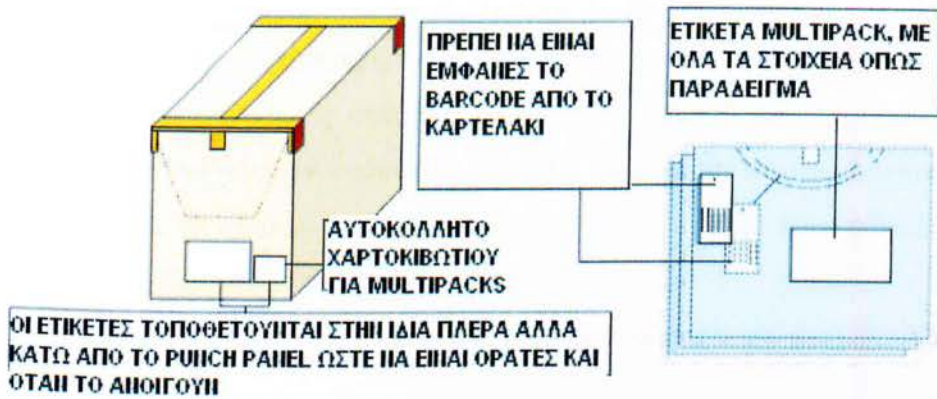 ΠΡΕΠΕΙ ΝΑ ΕΙΝΑΙ
ΕΜΦΑΝΕΣ ΤΟ
BARCODE ΑΠΟ ΤΟ
ΚΑΡΤΕΛΑΚΙ
ΕΤΙΚΕΤΑ MULTIPACK, ΜΕ
ΟΛΑ ΤΑ ΣΤΟΙΧΕΙΑ ΟΠΩΣ
ΠΑΡΑΔΕΙΓΜΑ
ΑΥΤΟΚΟΛΛΗΤΟ
ΧΑΡΤΟΚΙΒΩΤΙΟΥ
ΓΙΑ MULTIPACKS
ΟΙ ΕΤΙΚΕΤΕΣ ΤΟΠΟΘΕΤΟΥΝΤΑΙ ΣΤΗΝ ΙΔΙΑ ΠΛΕΡΑ ΑΛΛΑ
ΚΑΤΩ ΑΠΟ ΤΟ PUNCH PANEL ΩΣΤΕ ΝΑ ΕΙΝΑΙ ΟΡΑΤΕΣ ΚΑΙ
ΟΤΑΝ ΤΟ ΑΝΟΙΓΟΥΝ